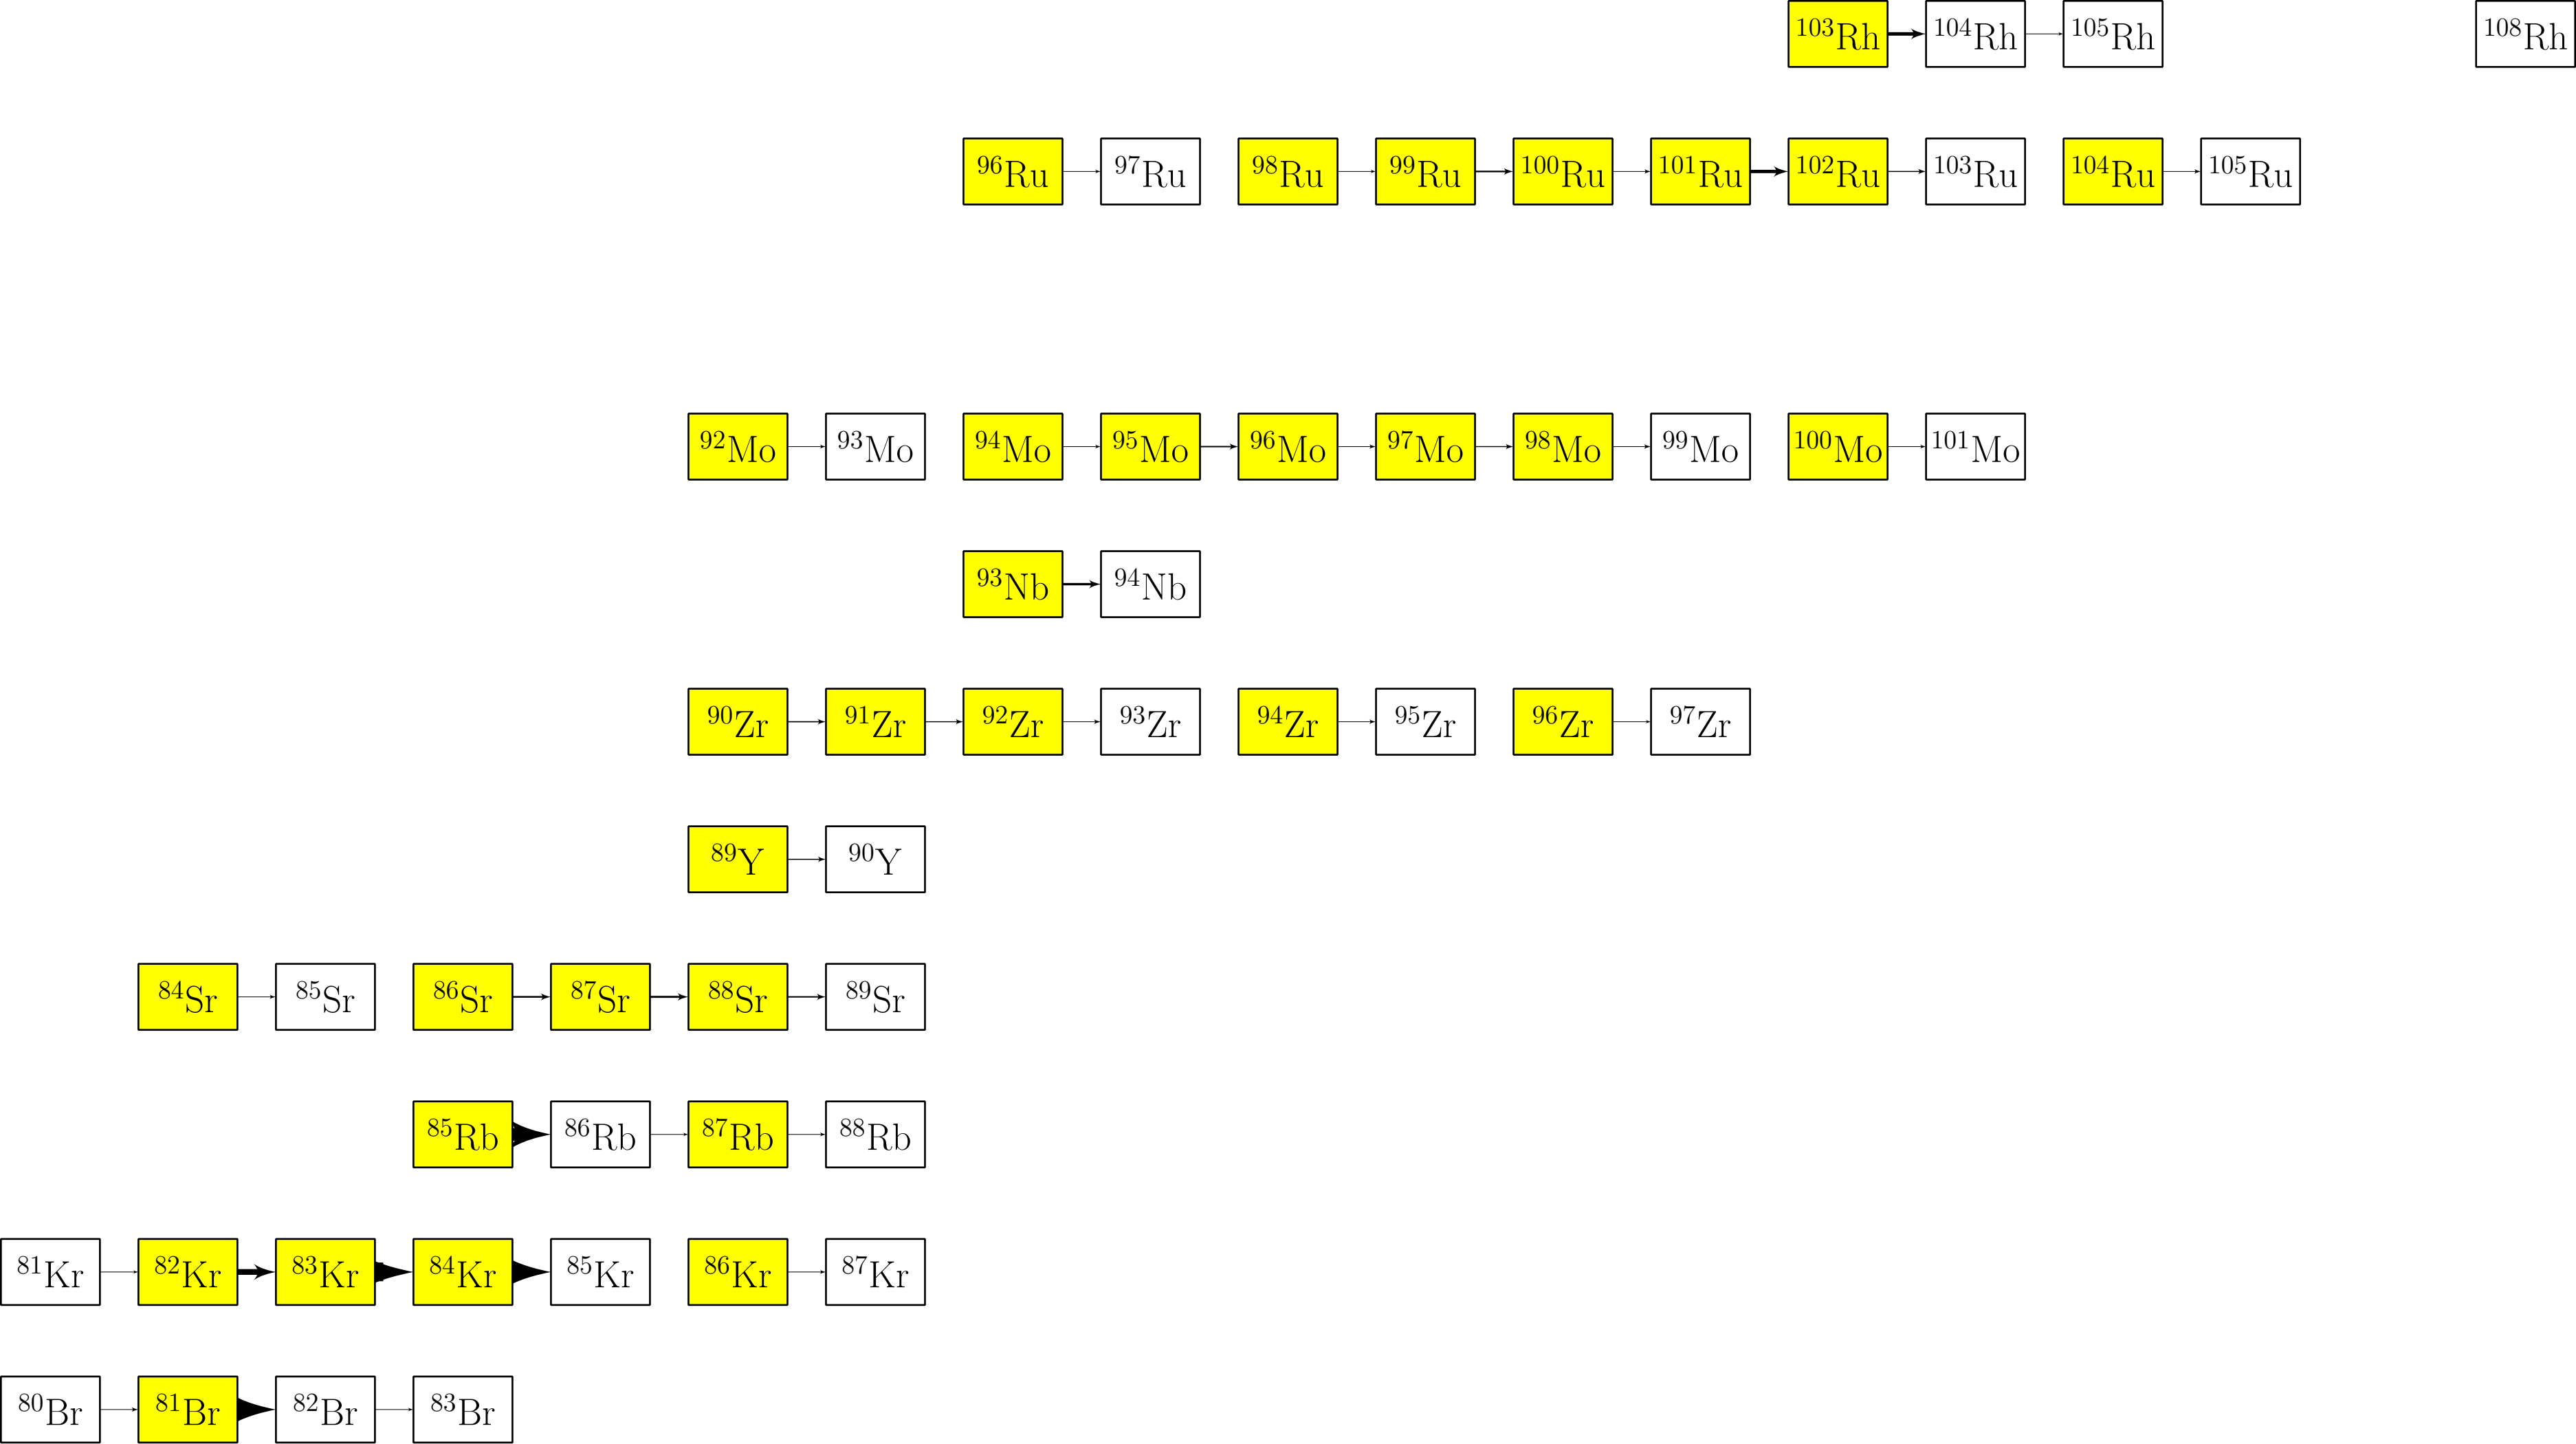 ¹⁰³Rh ¹⁰⁴Rh ¹⁰⁵Rh ¹⁰⁸Rh
⁹⁶Ru ⁹⁷Ru ⁹⁸Ru ⁹⁹Ru ¹⁰⁰Ru ¹⁰¹Ru ¹⁰²Ru ¹⁰³Ru ¹⁰⁴Ru ¹⁰⁵Ru
⁹²Mo ⁹³Mo ⁹⁴Mo ⁹⁵Mo ⁹⁶Mo ⁹⁷Mo ⁹⁸Mo ⁹⁹Mo ¹⁰⁰Mo ¹⁰¹Mo
⁹³Nb ⁹⁴Nb
⁹⁰Zr ⁹¹Zr ⁹²Zr ⁹³Zr ⁹⁴Zr ⁹⁵Zr ⁹⁶Zr ⁹⁷Zr
⁸⁹Y ⁹⁰Y
⁸⁴Sr ⁸⁵Sr ⁸⁶Sr ⁸⁷Sr ⁸⁸Sr ⁸⁹Sr
⁸⁵Rb ⁸⁶Rb ⁸⁷Rb ⁸⁸Rb
⁸¹Kr ⁸²Kr ⁸³Kr ⁸⁴Kr ⁸⁵Kr ⁸⁶Kr ⁸⁷Kr
⁸⁰Br ⁸¹Br ⁸²Br ⁸³Br